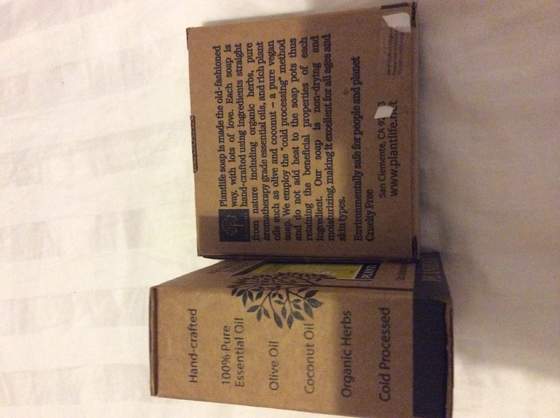 Plantlife soap is made the old-fashioned
way, with lots of love. Each soap is
hand-crafted using ingredients straight
from nature including organic herbs, pure
aromatherapy grade essential oils, and rich plant
oils such as olive and coconut – a pure vegan
soap. We employ the "cold processing" method
and do not add heat to the soap pots thus
retaining the beneficial properties of each
ingredient. Our soap is non-drying and
moisturizing, making it excellent for all ages and
skin types.
Environmentally safe for people and planet
Cruelty Free
San Clemente, CA
www.plantlife.net
Hand-crafted
100% Pure
Essential Oil
Olive Oil
Coconut Oil
Organic Herbs
Cold Processed